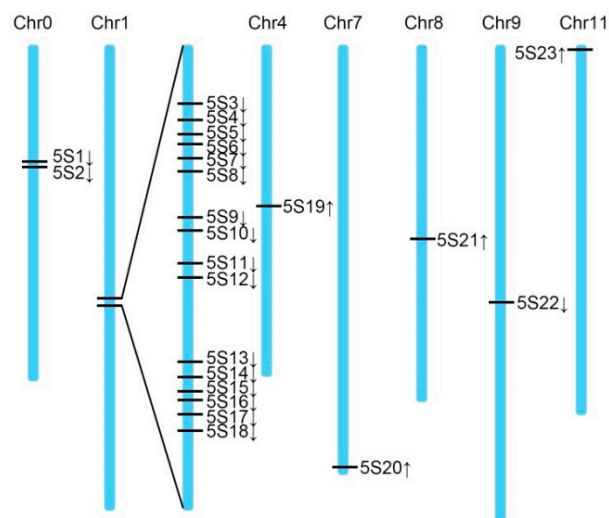 Chr0 Chr1 Chr4 Chr7 Chr8 Chr9 Chr11
5S1↓
5S2↓
5S3↓
5S4↓
5S5↓
5S6↓
5S7↓
5S8↓
5S9↓
5S10↓
5S11↓
5S12↓
5S13↓
5S14↓
5S15↓
5S16↓
5S17↓
5S18↓
5S19↑
5S20↑
5S21↑
5S22↓
5S23↑